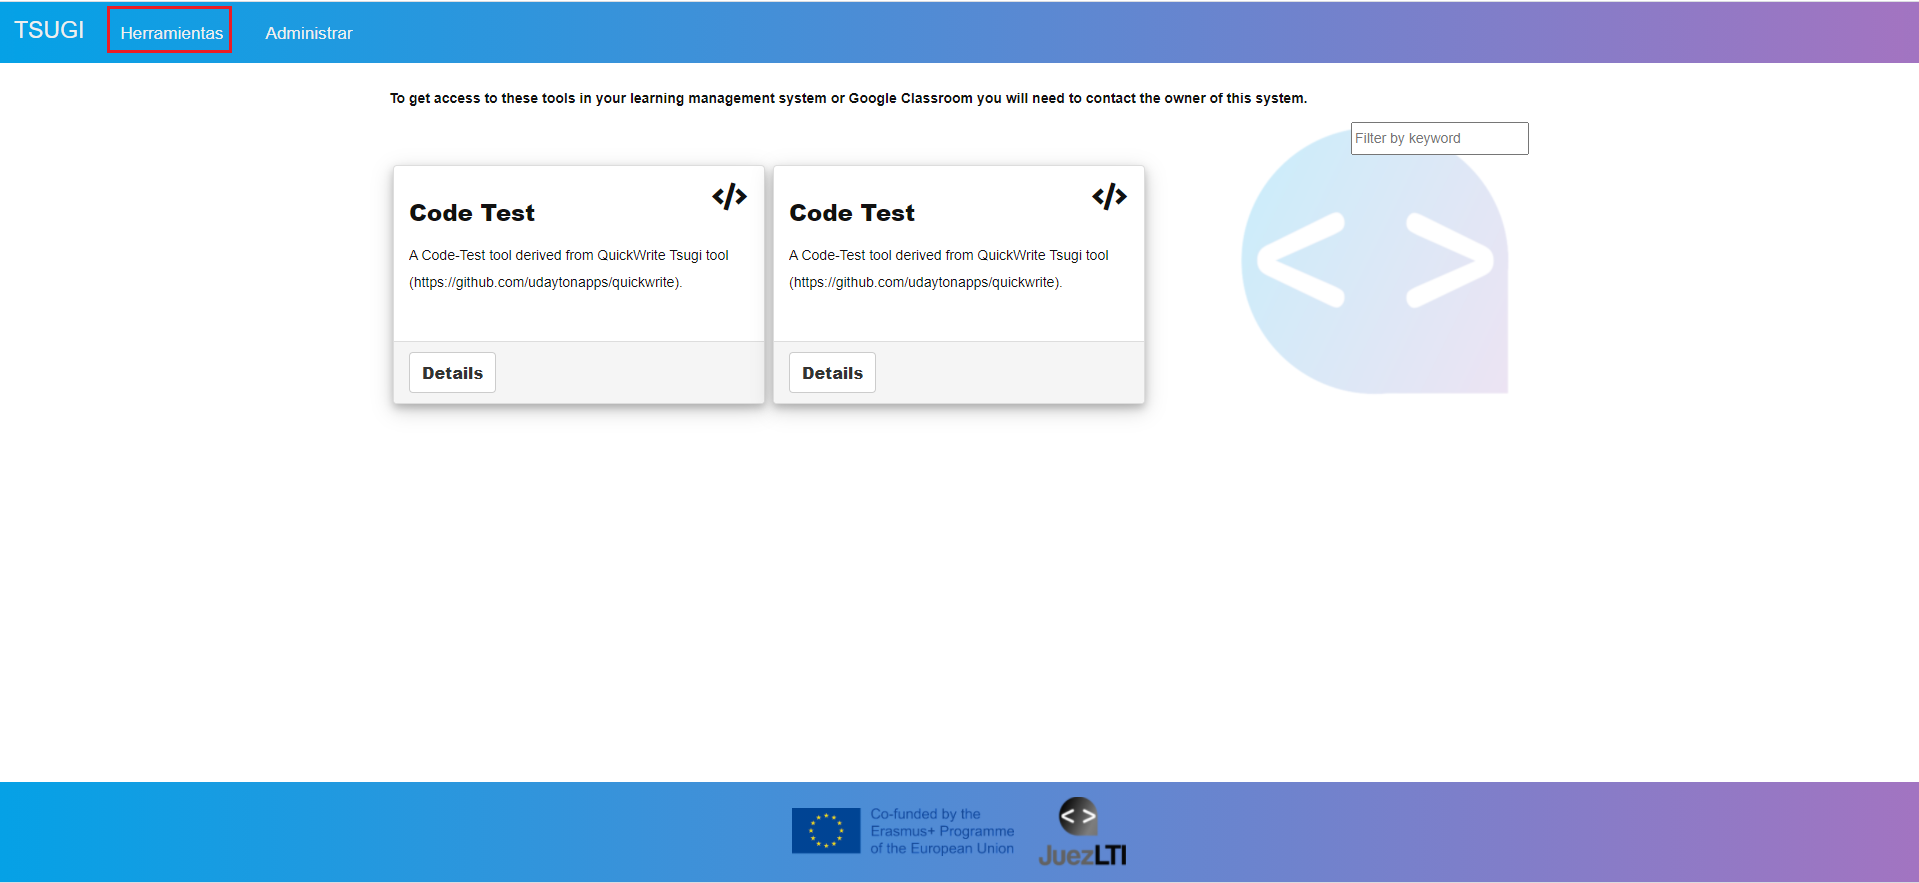 TSUGI Herramientas Administrar
To get access to these tools in your learning management system or Google Classroom you will need to contact the owner of this system.
Filter by keyword
Code Test
A Code-Test tool derived from QuickWrite Tsugi tool
(https://github.com/udaytonapps/quickwrite).
Details
Code Test
A Code-Test tool derived from QuickWrite Tsugi tool
(https://github.com/udaytonapps/quickwrite).
Details
Co-funded by the
Erasmus+ Programme
of the European Union
JuezLTI